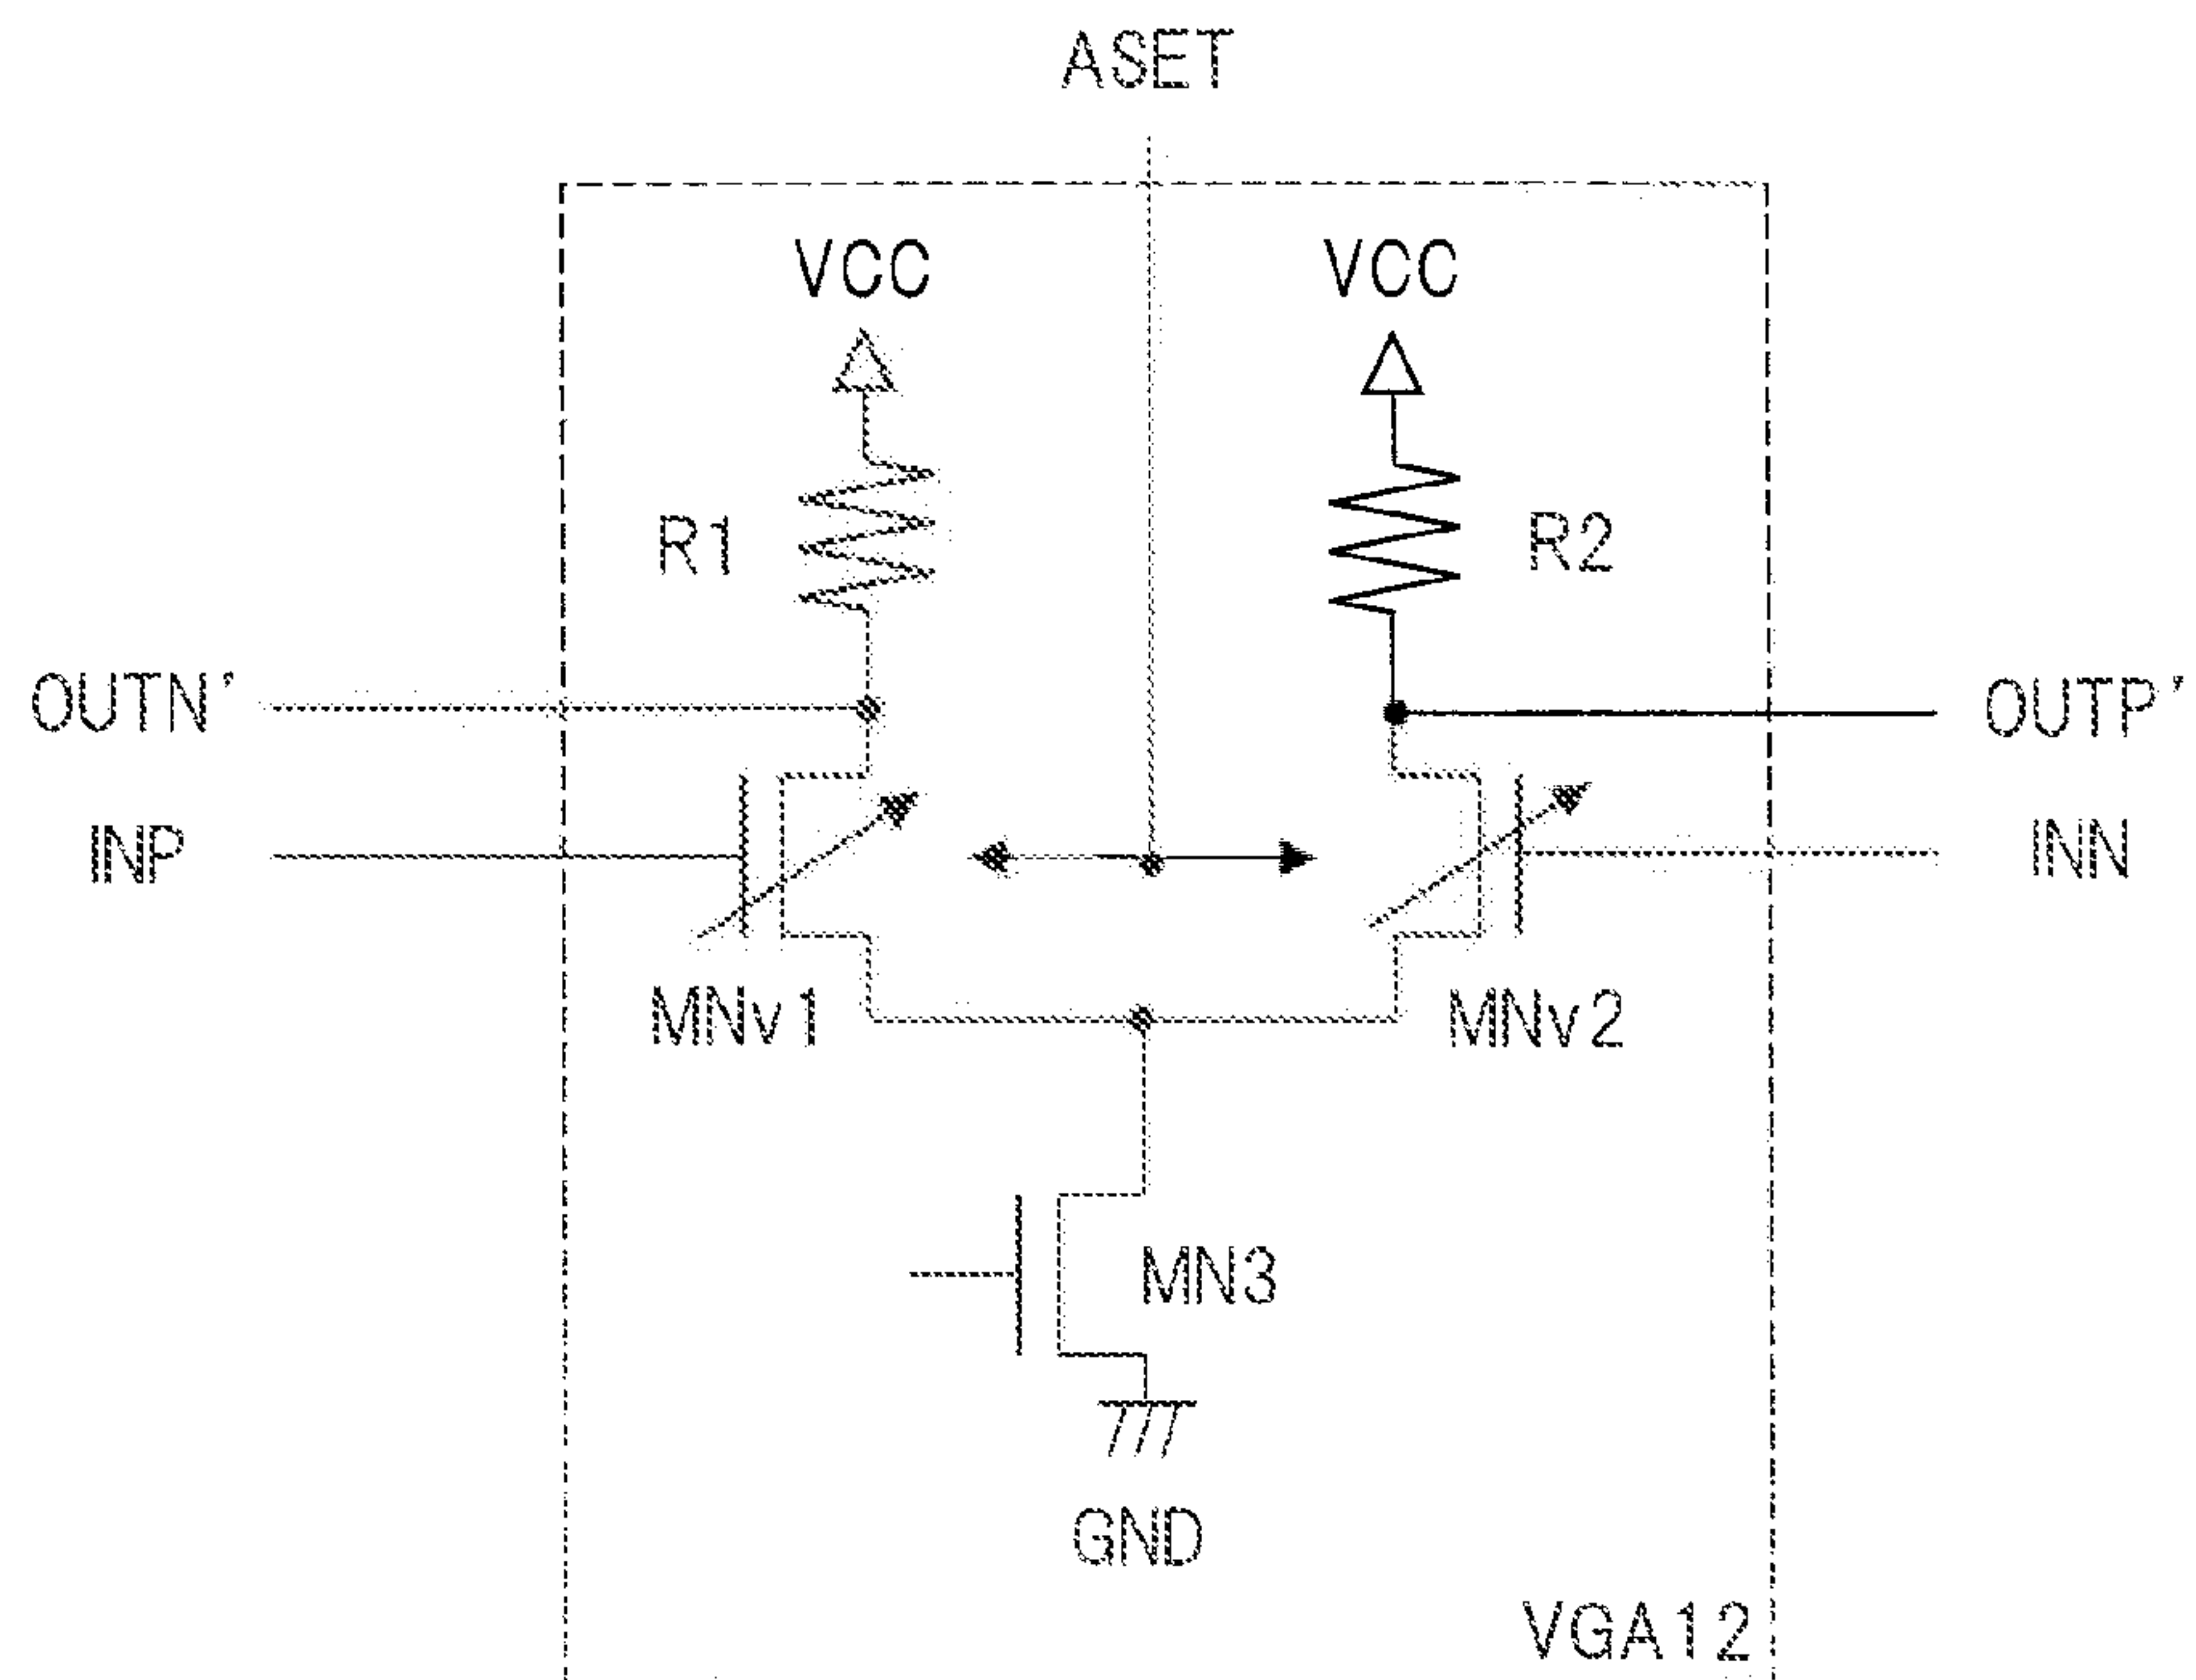 ASET
VCC VCC
R1 R2
OUTN' OUTP'
INP INN
MNv1 MNv2
MN3
GND
VGA12